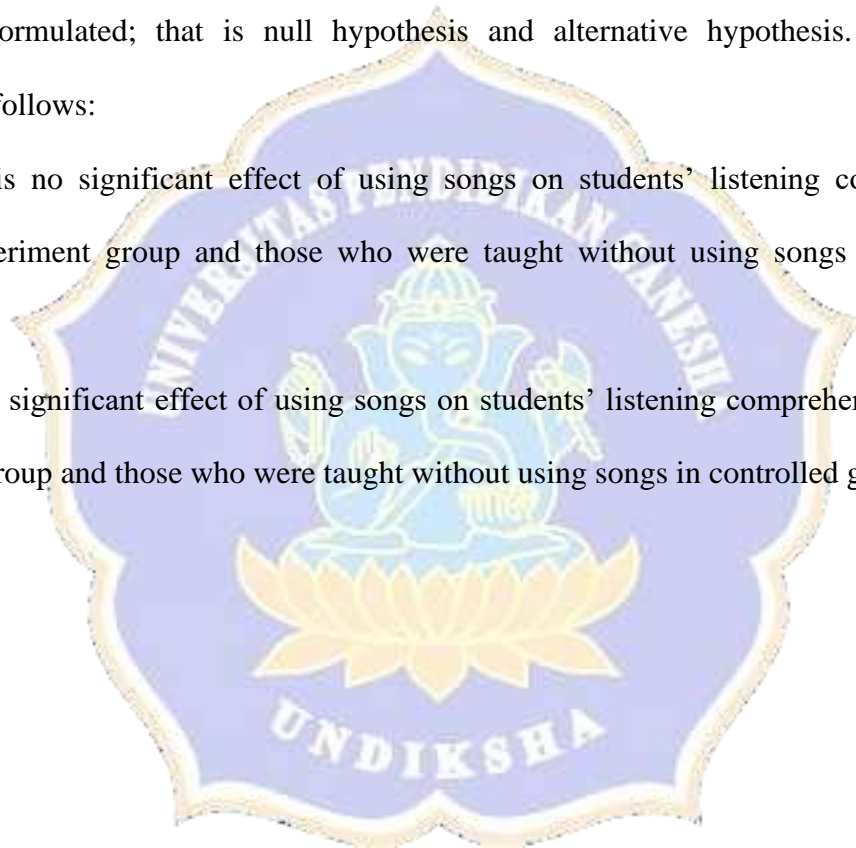 ormulated; that is null hypothesis and alternative hypothesis.
follows:
is no significant effect of using songs on students’ listening co
eriment group and those who were taught without using songs
significant effect of using songs on students’ listening comprehe
roup and those who were taught without using songs in controlled g
UNIVERSITAS PENDIDIKAN GANESHA
UNDIKSHA